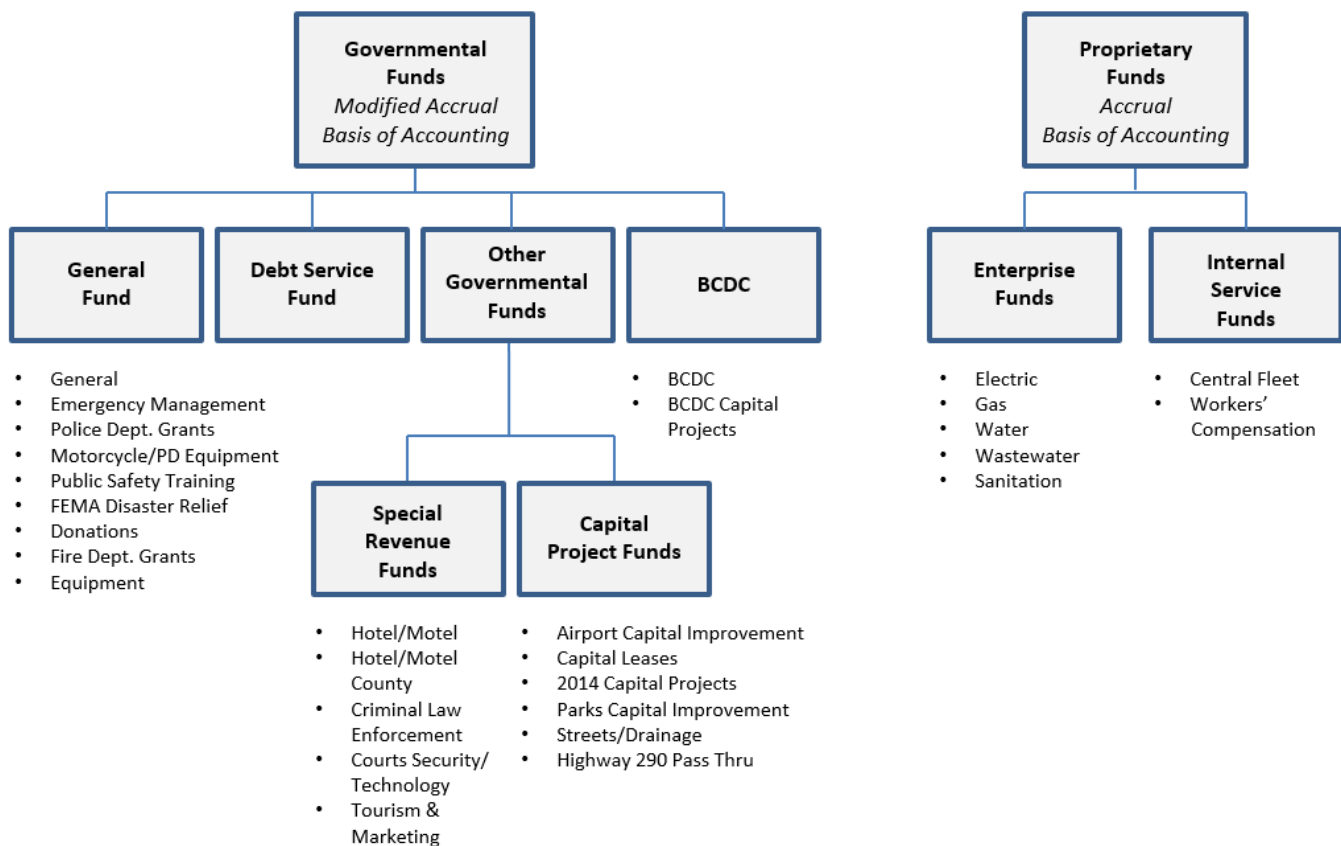 Governmental
Funds
Modified Accrual
Basis of Accounting
Proprietary
Funds
Accrual
Basis of Accounting
General
Fund
Debt Service
Fund
Other
Governmental
Funds
BCDC
Enterprise
Funds
Internal
Service
Funds
• General
• Emergency Management
• Police Dept. Grants
• Motorcycle/PD Equipment
• Public Safety Training
• FEMA Disaster Relief
• Donations
• Fire Dept. Grants
• Equipment
• BCDC
• BCDC Capital
Projects
• Electric
• Gas
• Water
• Wastewater
• Sanitation
• Central Fleet
• Workers’
Compensation
Special
Revenue
Funds
Capital
Project Funds
• Hotel/Motel
• Hotel/Motel
County
• Criminal Law
Enforcement
• Courts Security/
Technology
• Tourism &
Marketing
• Airport Capital Improvement
• Capital Leases
• 2014 Capital Projects
• Parks Capital Improvement
• Streets/Drainage
• Highway 290 Pass Thru